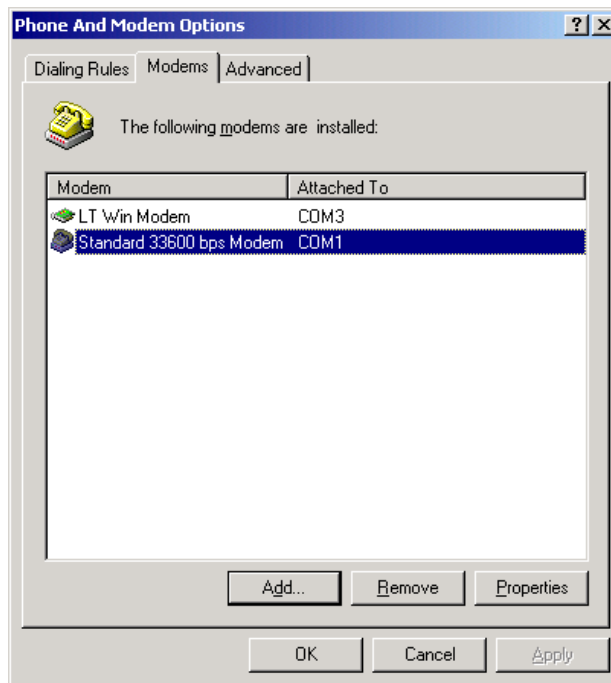 Phone And Modem Options
Dialing Rules Modems Advanced
The following modems are installed:
Modem Attached To
LT Win Modem COM3
Standard 33600 bps Modem COM1
Add... Remove Properties
OK Cancel Apply